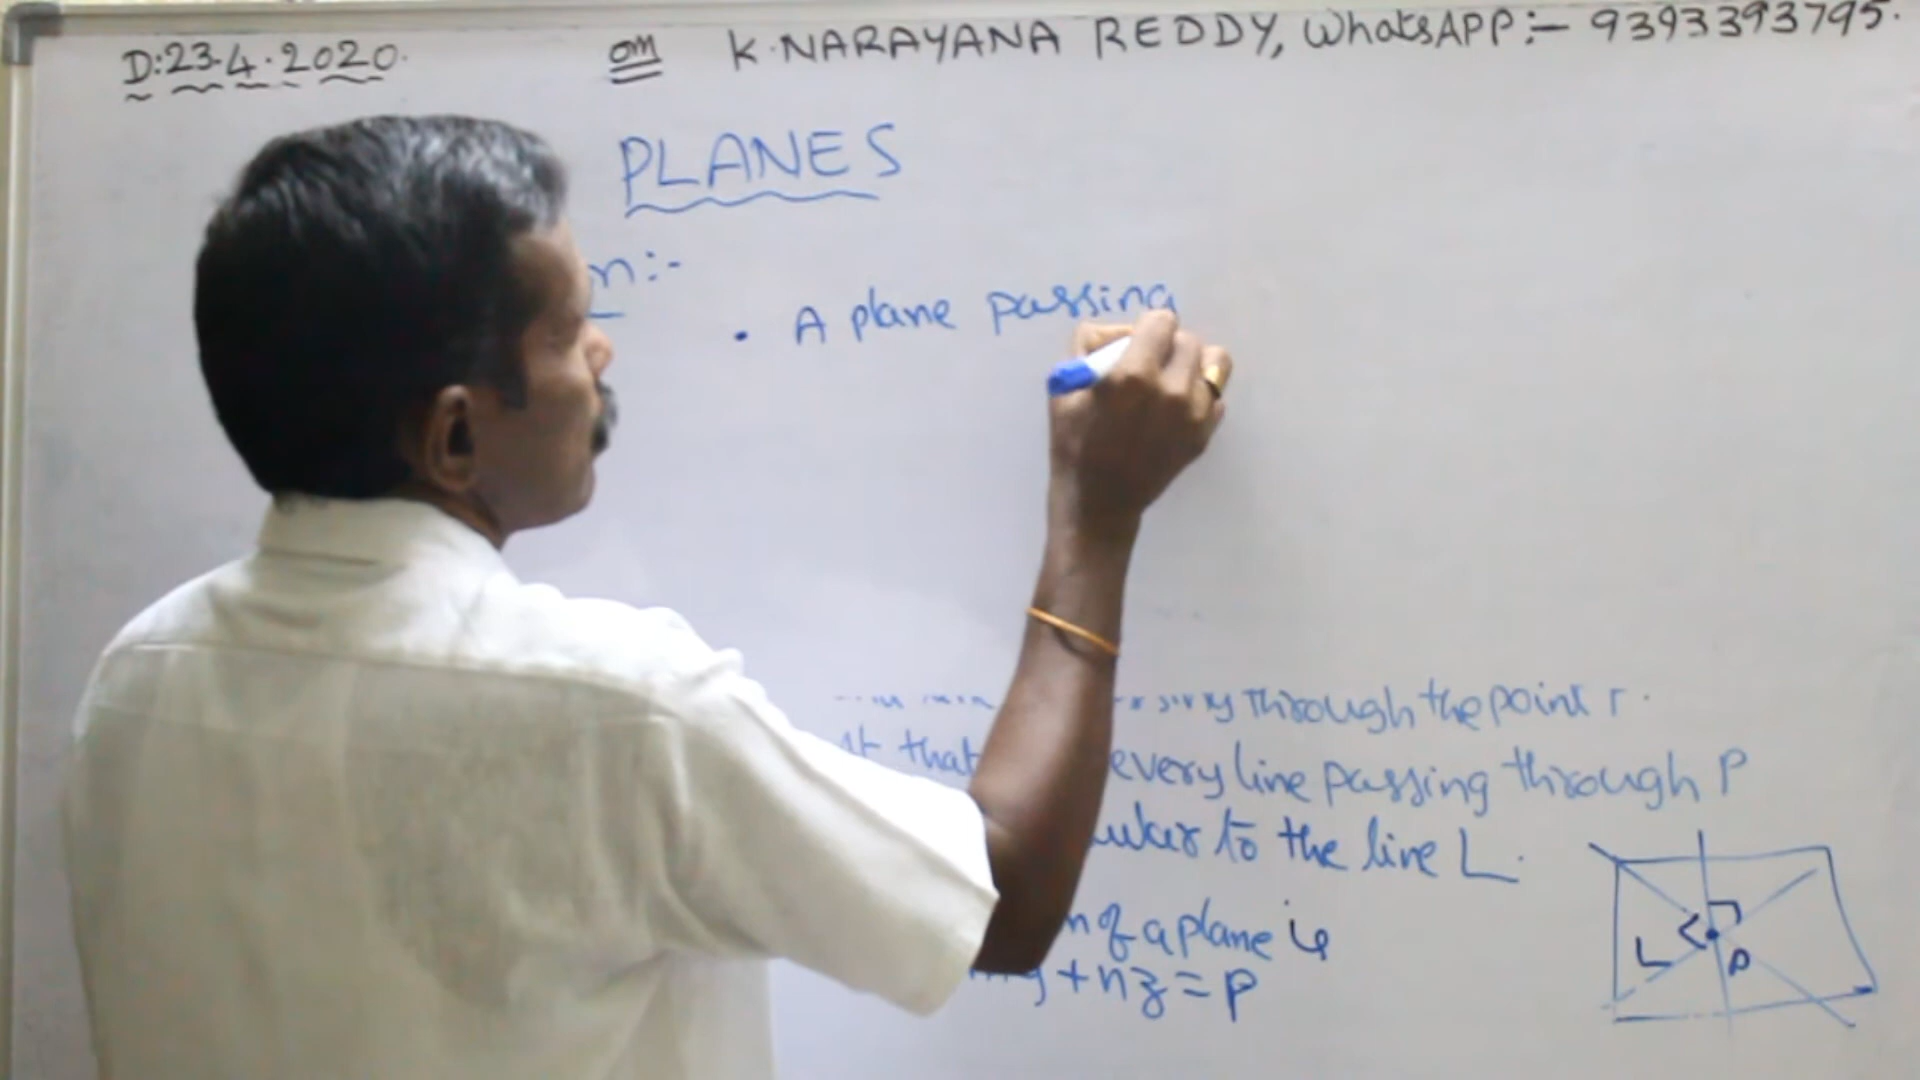 D:23.4.2020. om K.NARAYANA REDDY, WhatsAPP:- 9393393795.
PLANES
n:-
. A plane passing
through the point
that every line passing through P
to the line L.
of a plane is
+nz=p
L P